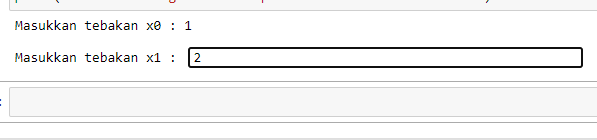 Masukkan tebakan x0 : 1
Masukkan tebakan x1 : 2
: